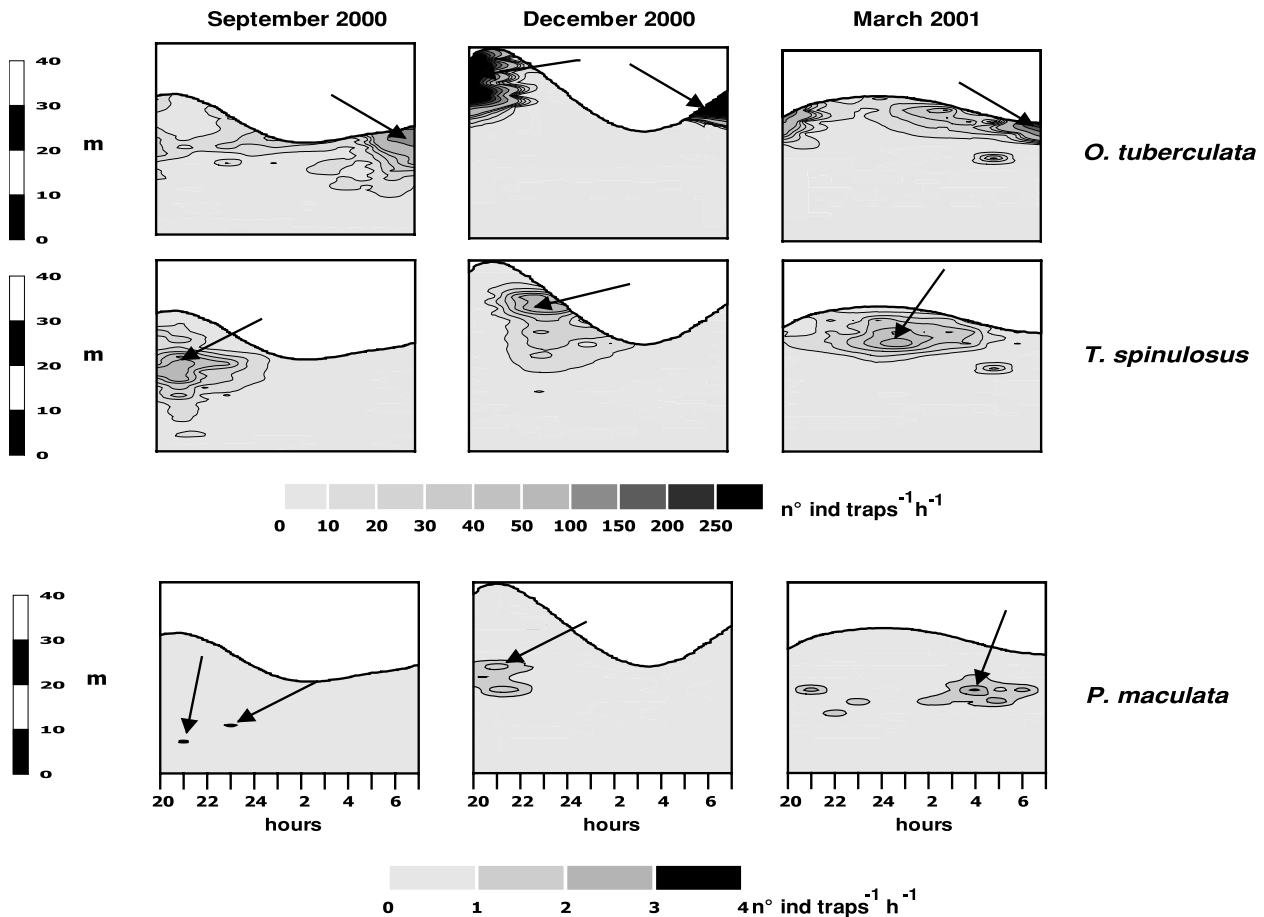 September 2000 December 2000 March 2001
40
30
m
20
10
0
O. tuberculata
40
30
m
20
10
0
T. spinulosus
0 10 20 30 40 50 100 150 200 250 n° ind traps⁻¹ h⁻¹
40
30
m
20
10
0
P. maculata
20 22 24 2 4 6 20 22 24 2 4 6 20 22 24 2 4 6
hours hours hours
0 1 2 3 4 n° ind traps⁻¹ h⁻¹